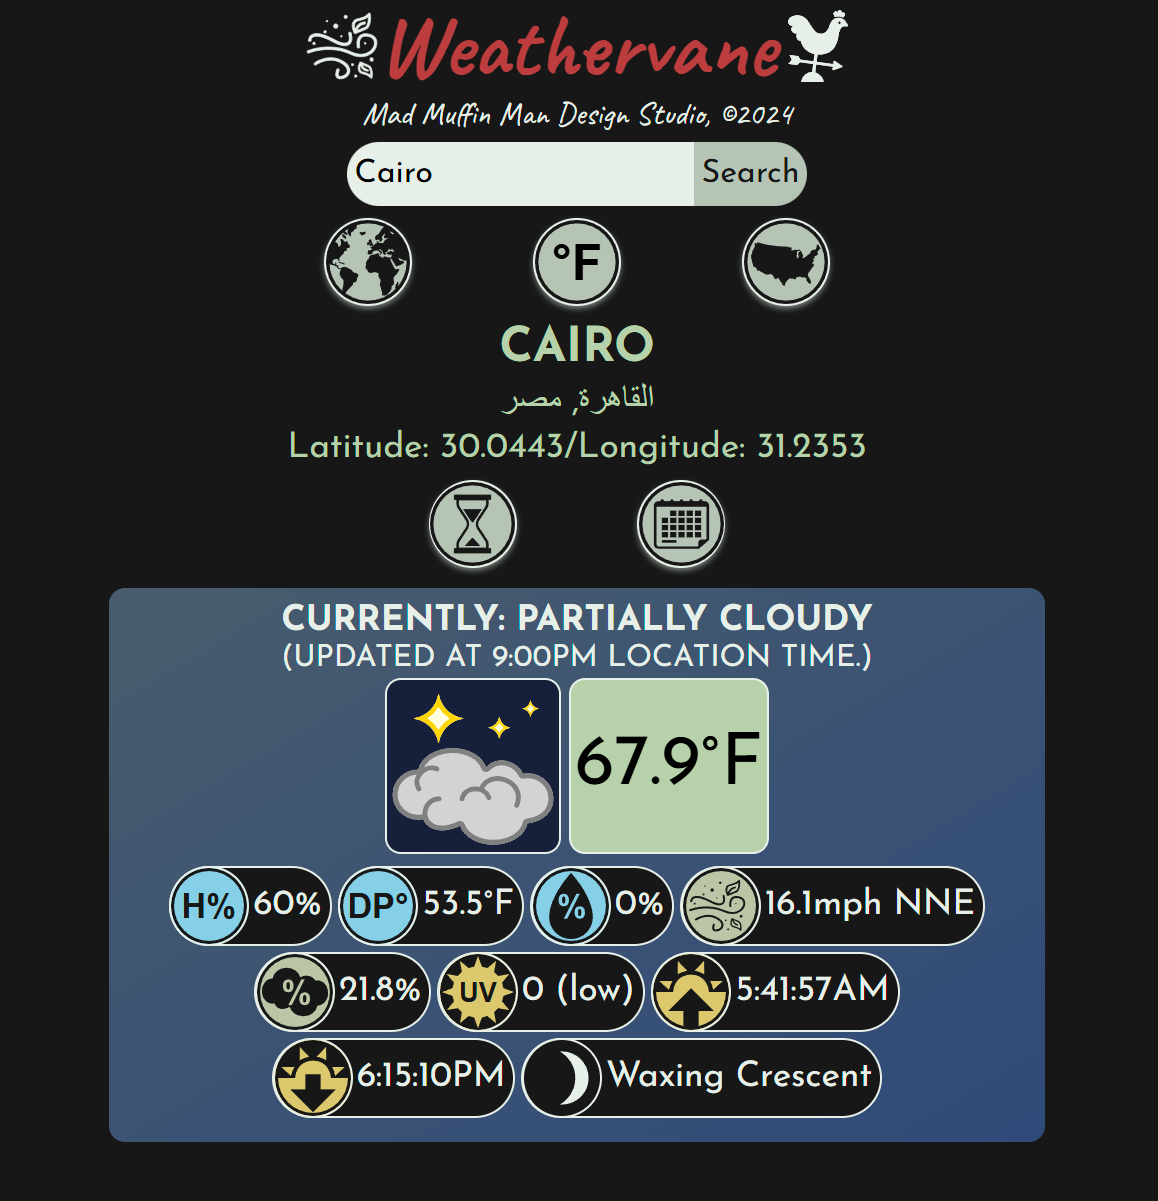 Weathervane
Mad Muffin Man Design Studio, ©2024
Cairo Search
°F
CAIRO
القاهرة, مصر
Latitude: 30.0443/Longitude: 31.2353
CURRENTLY: PARTIALLY CLOUDY
(UPDATED AT 9:00PM LOCATION TIME.)
67.9°F
H% 60% DP° 53.5°F % 0% 16.1mph NNE
% 21.8% UV 0 (low) 5:41:57AM
6:15:10PM Waxing Crescent